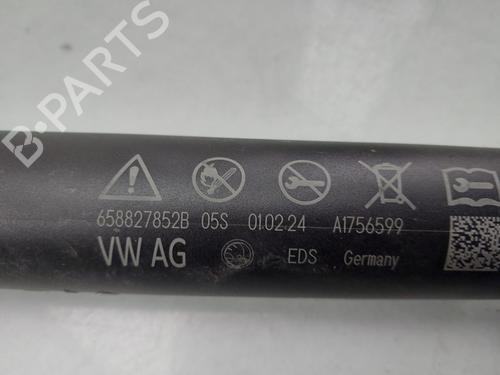 B-PARTS
658827852B 05S 01.02.24 A1756599
VW AG EDS Germany